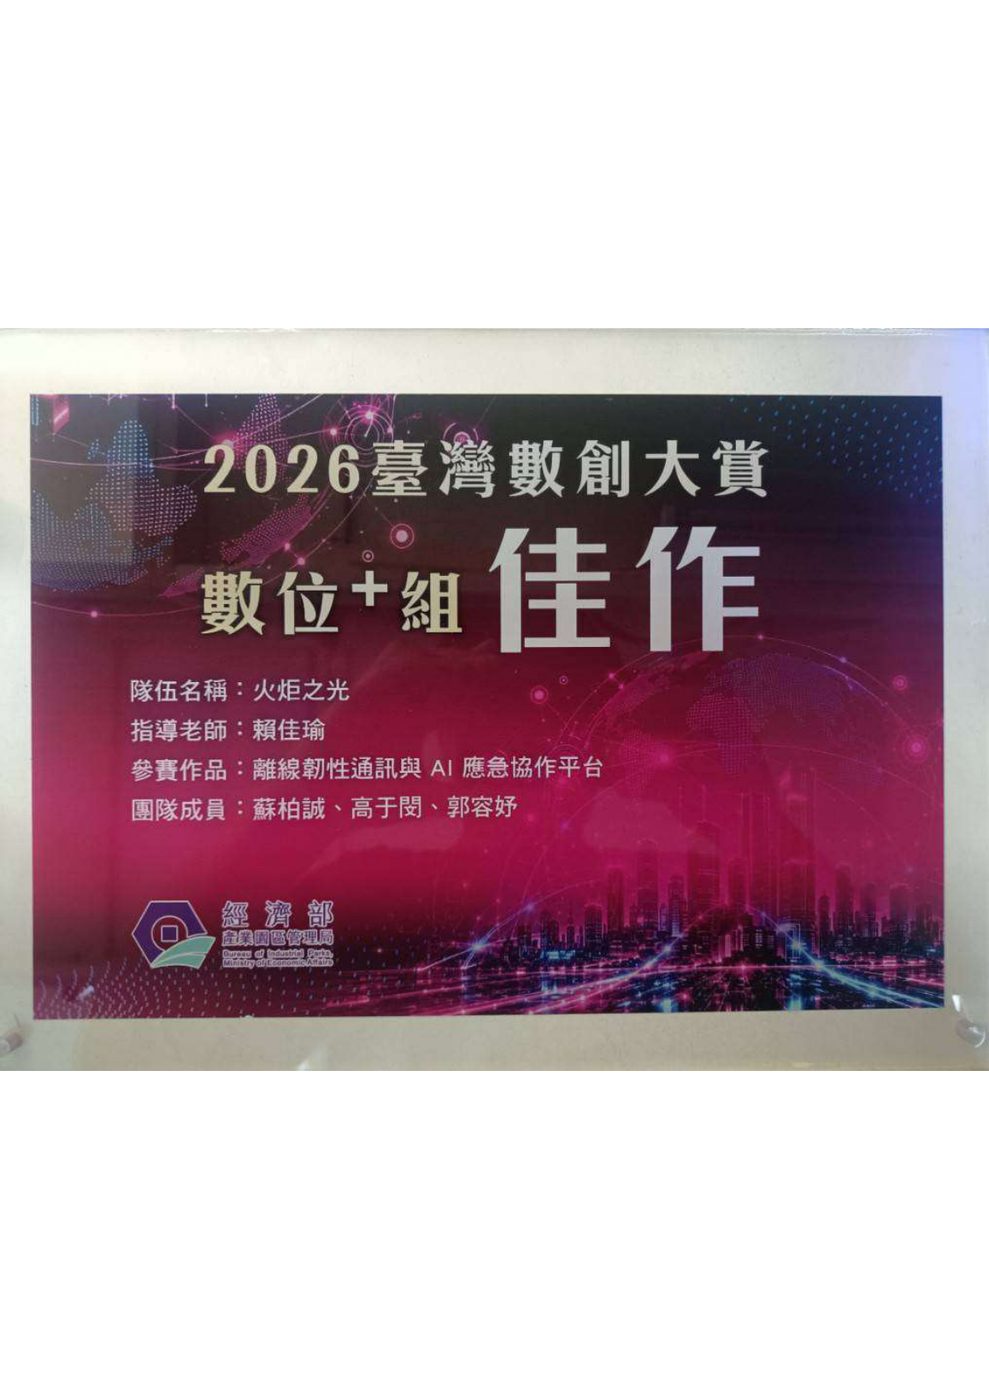 2026臺灣數創大賞
數位+組 佳作
隊伍名稱：火炬之光
指導老師：賴佳瑜
參賽作品：離線韌性通訊與 AI 應急協作平台
團隊成員：蘇柏誠、高于閔、郭容妤
經濟部
產業園區管理局
Bureau of Industrial Parks,
Ministry of Economic Affairs